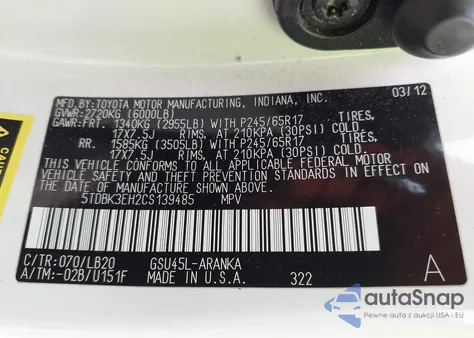 MFD.BY: TOYOTA MOTOR MANUFACTURING, INDIANA, INC. 03/12
GVWR:2720KG (6000LB)
GAWR:FRT. 1340KG (2955LB) WITH P245/65R17
17X7.5J RIMS, AT 210KPA (30PSI) COLD
RR. 1585KG (3505LB) WITH P245/65R17
17X7.5J RIMS, AT 210KPA (30PSI) COLD.
THIS VEHICLE CONFORMS TO ALL APPLICABLE FEDERAL MOTOR
VEHICLE SAFETY AND THEFT PREVENTION STANDARDS IN
EFFECT ON THE DATE OF MANUFACTURE SHOWN ABOVE.
5TDBK3EH2CS139485 MPV
C/TR:070/LB20 GSU45L-ARANKA
A/TM:-02B/U151F MADE IN U.S.A. 322 A
autoSnap
Pewne auta z aukcji USA i EU